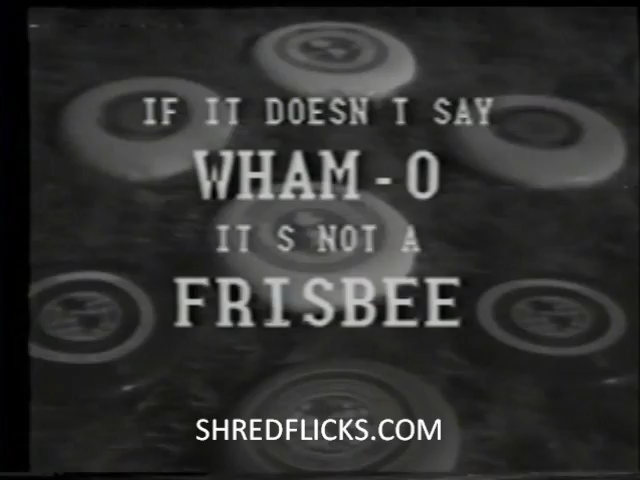 IF IT DOESN T SAY
WHAM-O
IT S NOT A
FRISBEE
SHREDFLICKS.COM